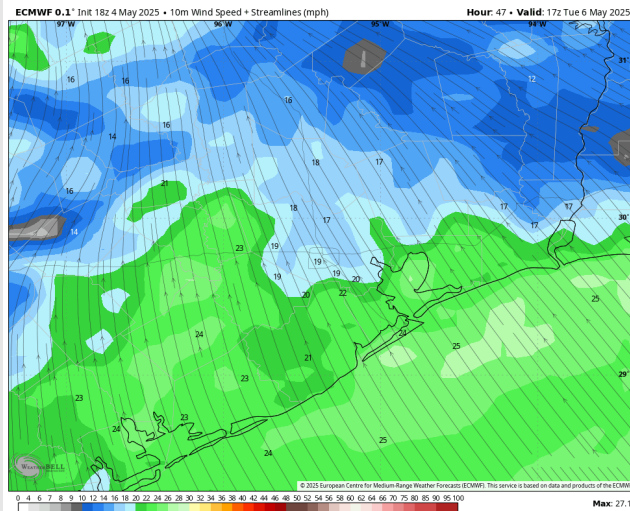 ECMWF 0.1° Init 18z 4 May 2025 • 10m Wind Speed + Streamlines (mph)
Hour: 47 • Valid: 17z Tue 6 May 2025
97°W 96°W 95°W 94°W
31°
16 16 12
16
14 16
18 17
21
16
18 17 17 17
30°
14 17
23 19
19
19 19 20
20 22 25
24 24
25
21
29°
23
23
23
24 25
24
WEATHERBELL
© 2025 European Centre for Medium-Range Weather Forecasts (ECMWF). This service is based on data and products of the ECMWF
0 4 6 7 8 9 10 12 14 16 18 20 22 24 26 28 30 32 34 36 38 40 42 44 46 48 50 52 54 56 58 60 62 64 66 68 70 75 80 85 90 95 100
Max: 27.1